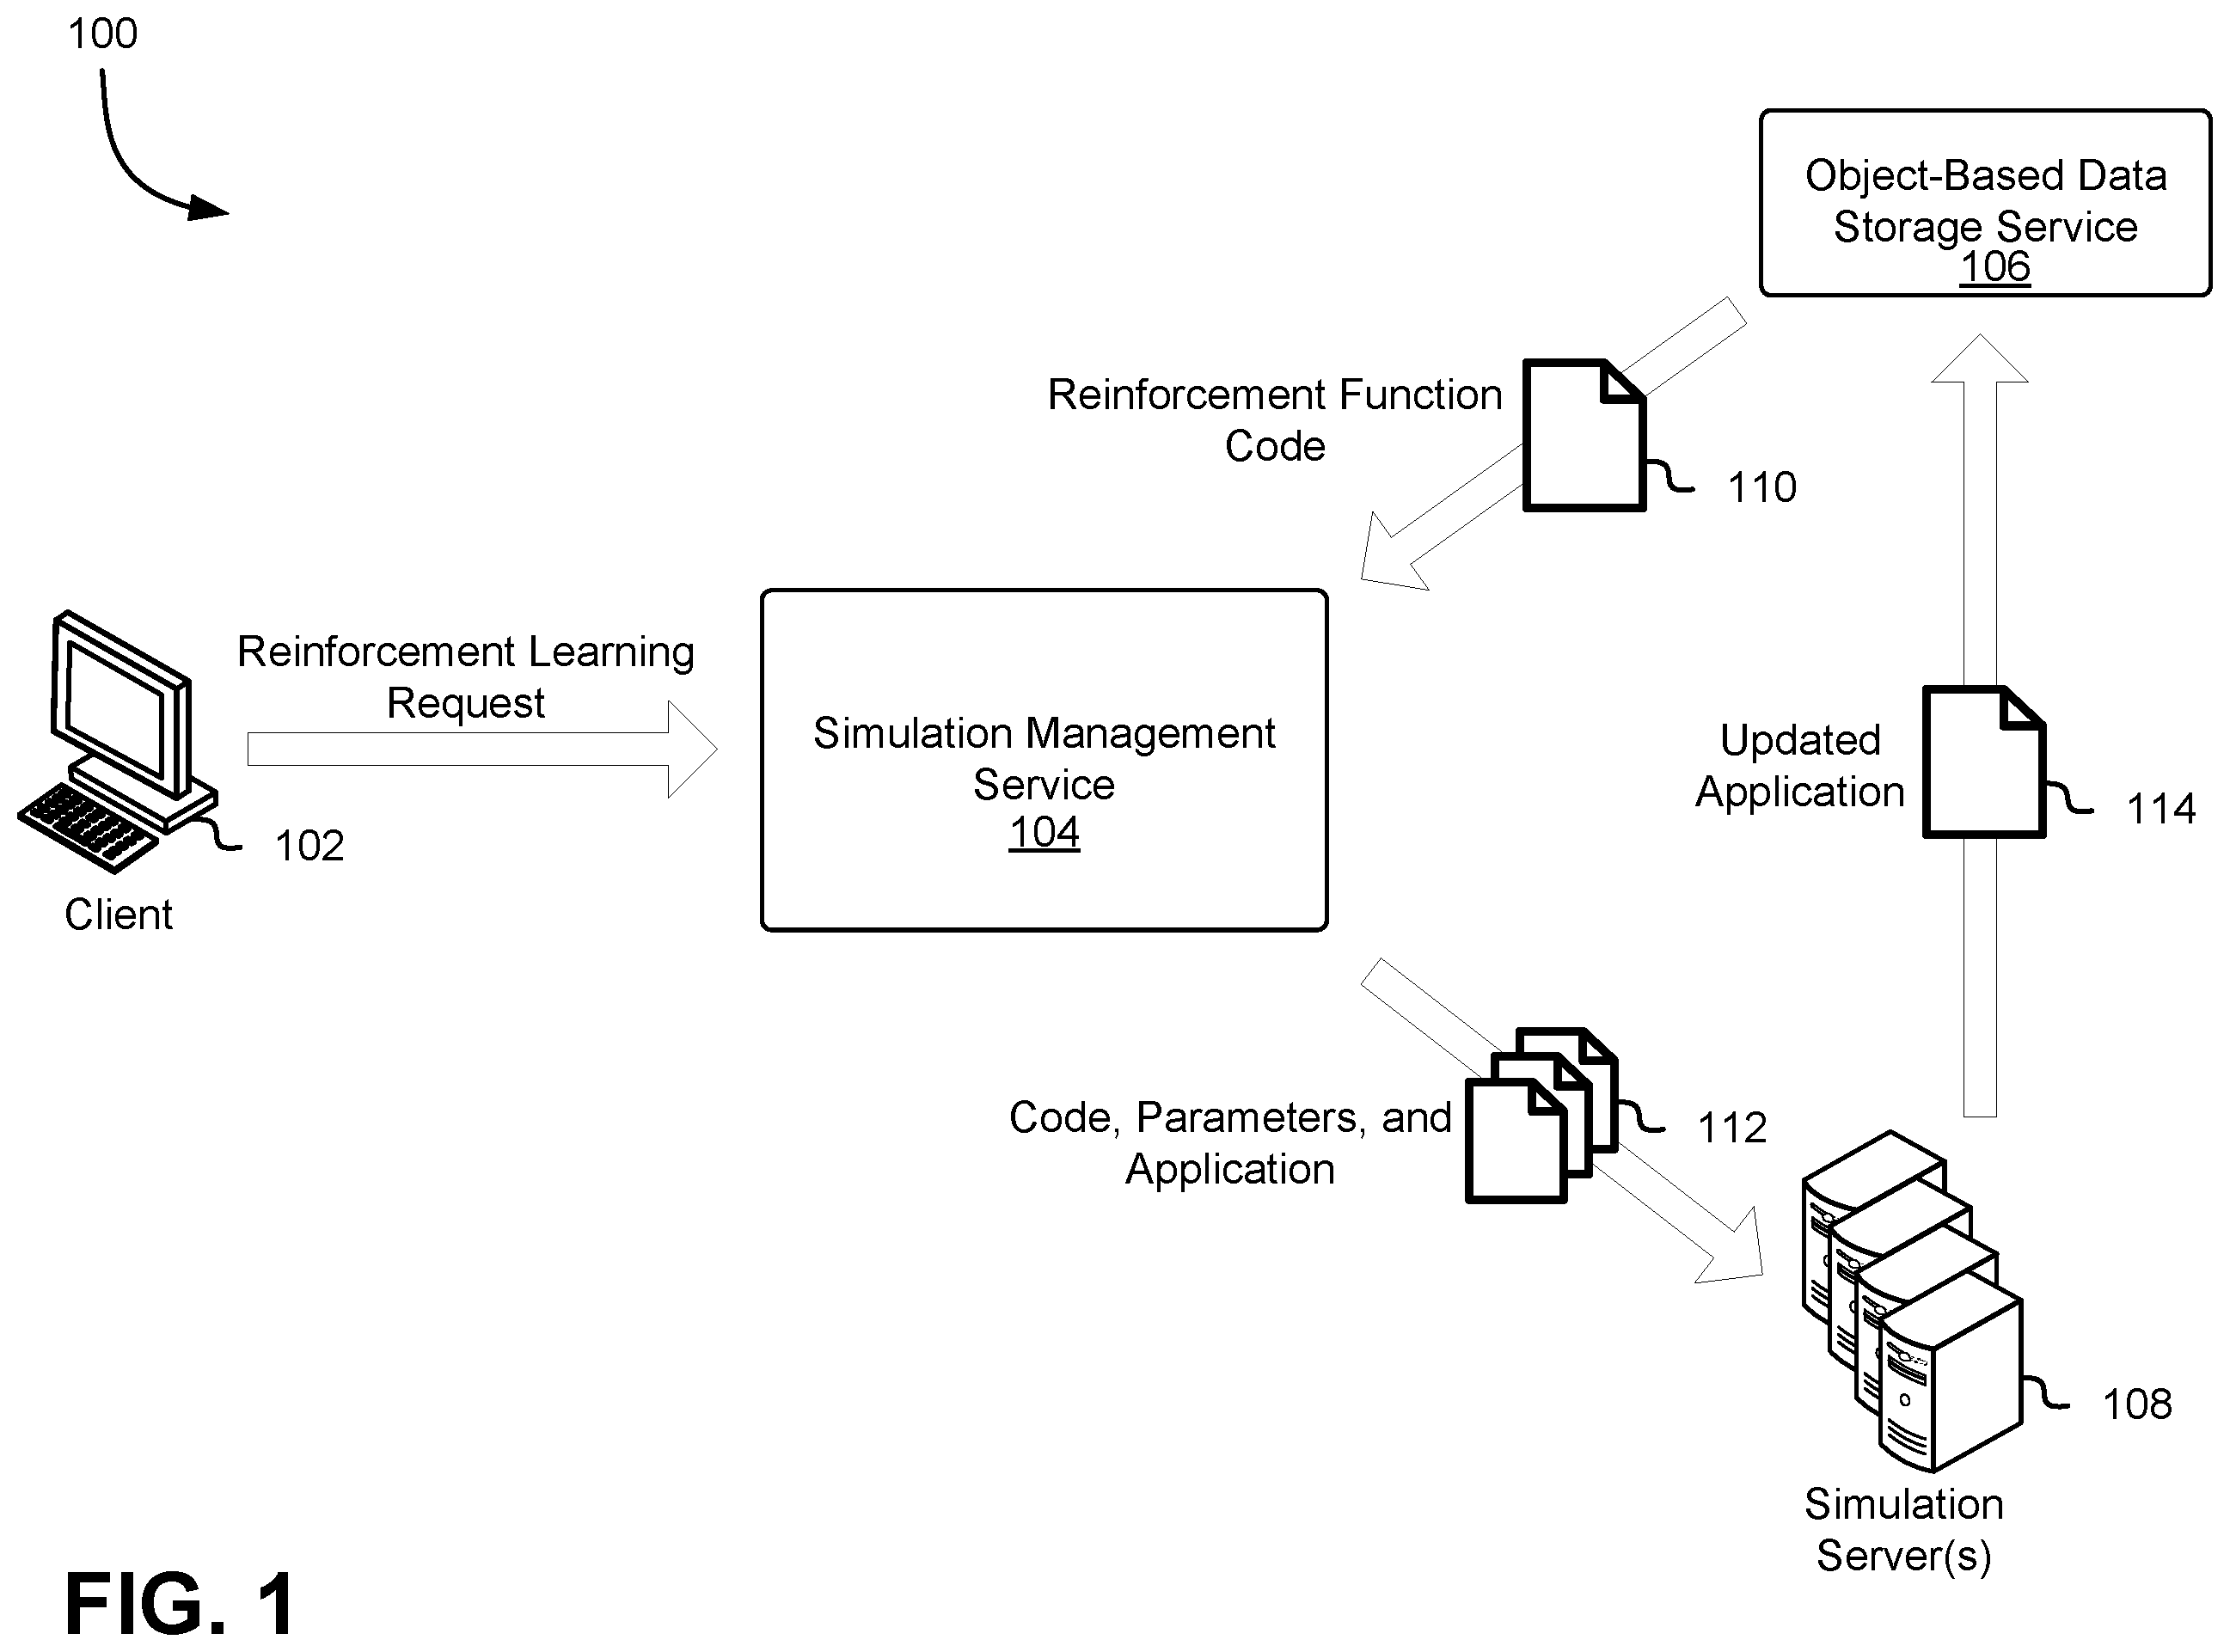 100
Object-Based Data
Storage Service
106
Reinforcement Function
Code
110
Reinforcement Learning
Request
102
Client
Simulation Management
Service
104
Updated
Application
114
Code, Parameters, and
Application
112
108
Simulation
Server(s)
FIG. 1